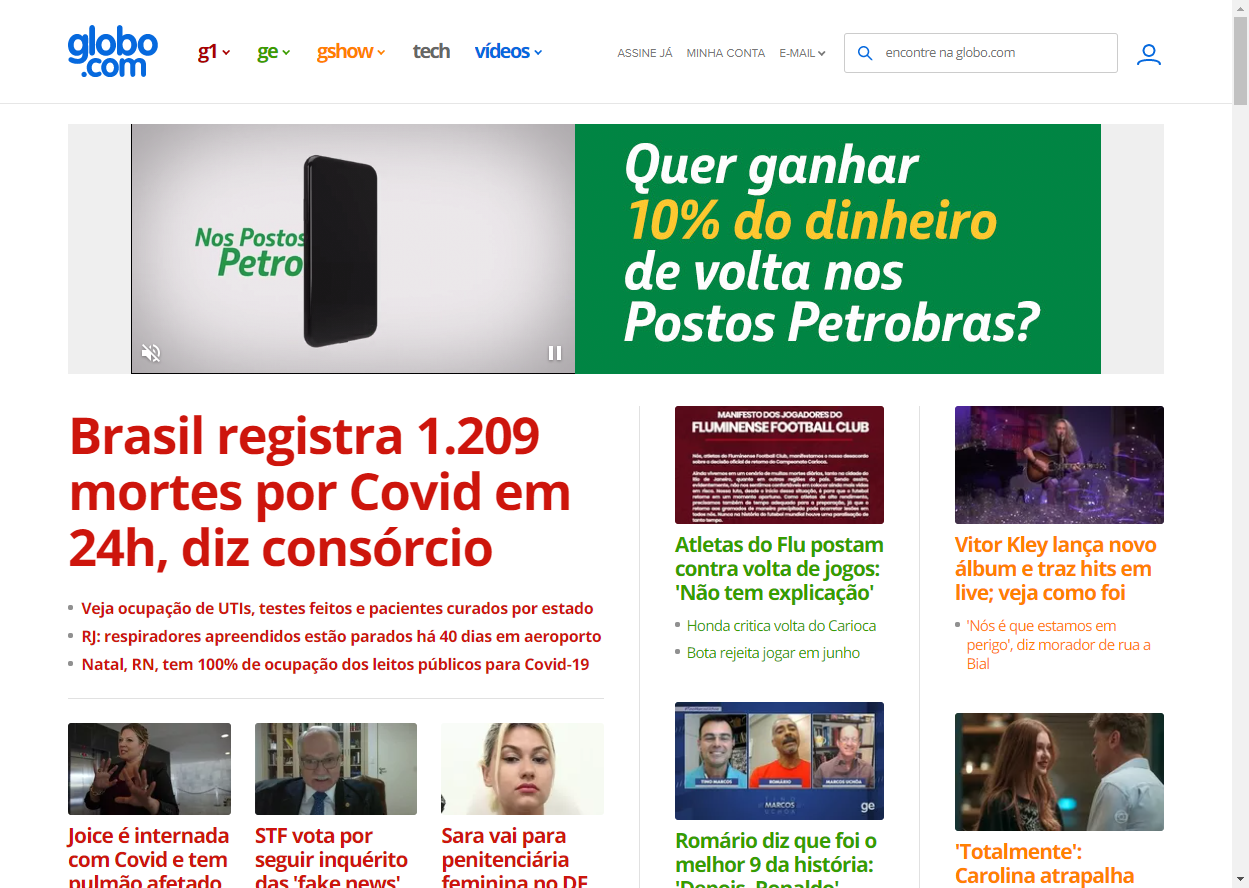 globo
.com
g1
ge
gshow
tech
vídeos
ASSINE JÁ
MINHA CONTA
E-MAIL
encontre na globo.com
Nos Postos
Petro
Quer ganhar
10% do dinheiro
de volta nos
Postos Petrobras?
Brasil registra 1.209
mortes por Covid em
24h, diz consórcio
Veja ocupação de UTIs, testes feitos e pacientes curados por estado
RJ: respiradores apreendidos estão parados há 40 dias em aeroporto
Natal, RN, tem 100% de ocupação dos leitos públicos para Covid-19
Joice é internada
com Covid e tem
pulmão afetado
STF vota por
seguir inquérito
das 'fake news'
Sara vai para
penitenciária
feminina no DF
MANIFESTO DOS JOGADORES DO
FLUMINENSE FOOTBALL CLUB
Atletas do Flu postam
contra volta de jogos:
'Não tem explicação'
Honda critica volta do Carioca
Bota rejeita jogar em junho
TINO MARCOS
ROMÁRIO
MARCOS UCHÔA
MARCOS
ge
Romário diz que foi o
melhor 9 da história:
'Depois, Ronaldo'
Vitor Kley lança novo
álbum e traz hits em
live; veja como foi
'Nós é que estamos em
perigo', diz morador de rua a
Bial
'Totalmente':
Carolina atrapalha